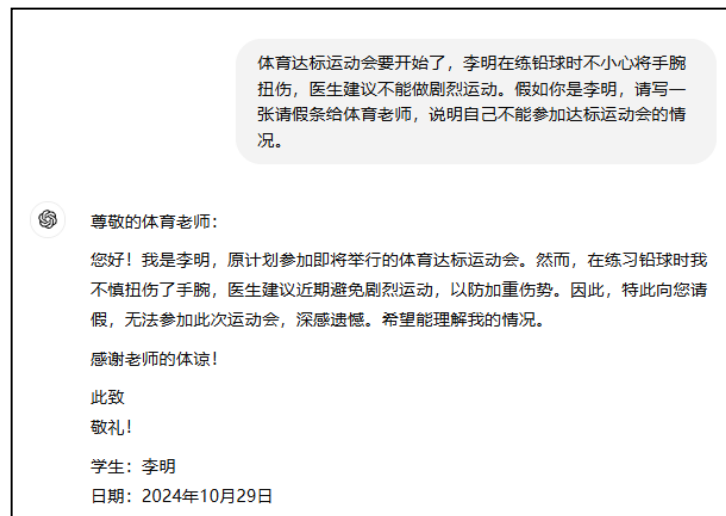 体育达标运动会要开始了，李明在练铅球时不小心将手腕
扭伤，医生建议不能做剧烈运动。假如你是李明，请写一
张请假条给体育老师，说明自己不能参加达标运动会的情
况。
尊敬的体育老师：
您好！我是李明，原计划参加即将举行的体育达标运动会。然而，在练习铅球时我
不慎扭伤了手腕，医生建议近期避免剧烈运动，以防加重伤势。因此，特此向您请
假，无法参加此次运动会，深感遗憾。希望能理解我的情况。
感谢老师的体谅！
此致
敬礼！
学生：李明
日期：2024年10月29日